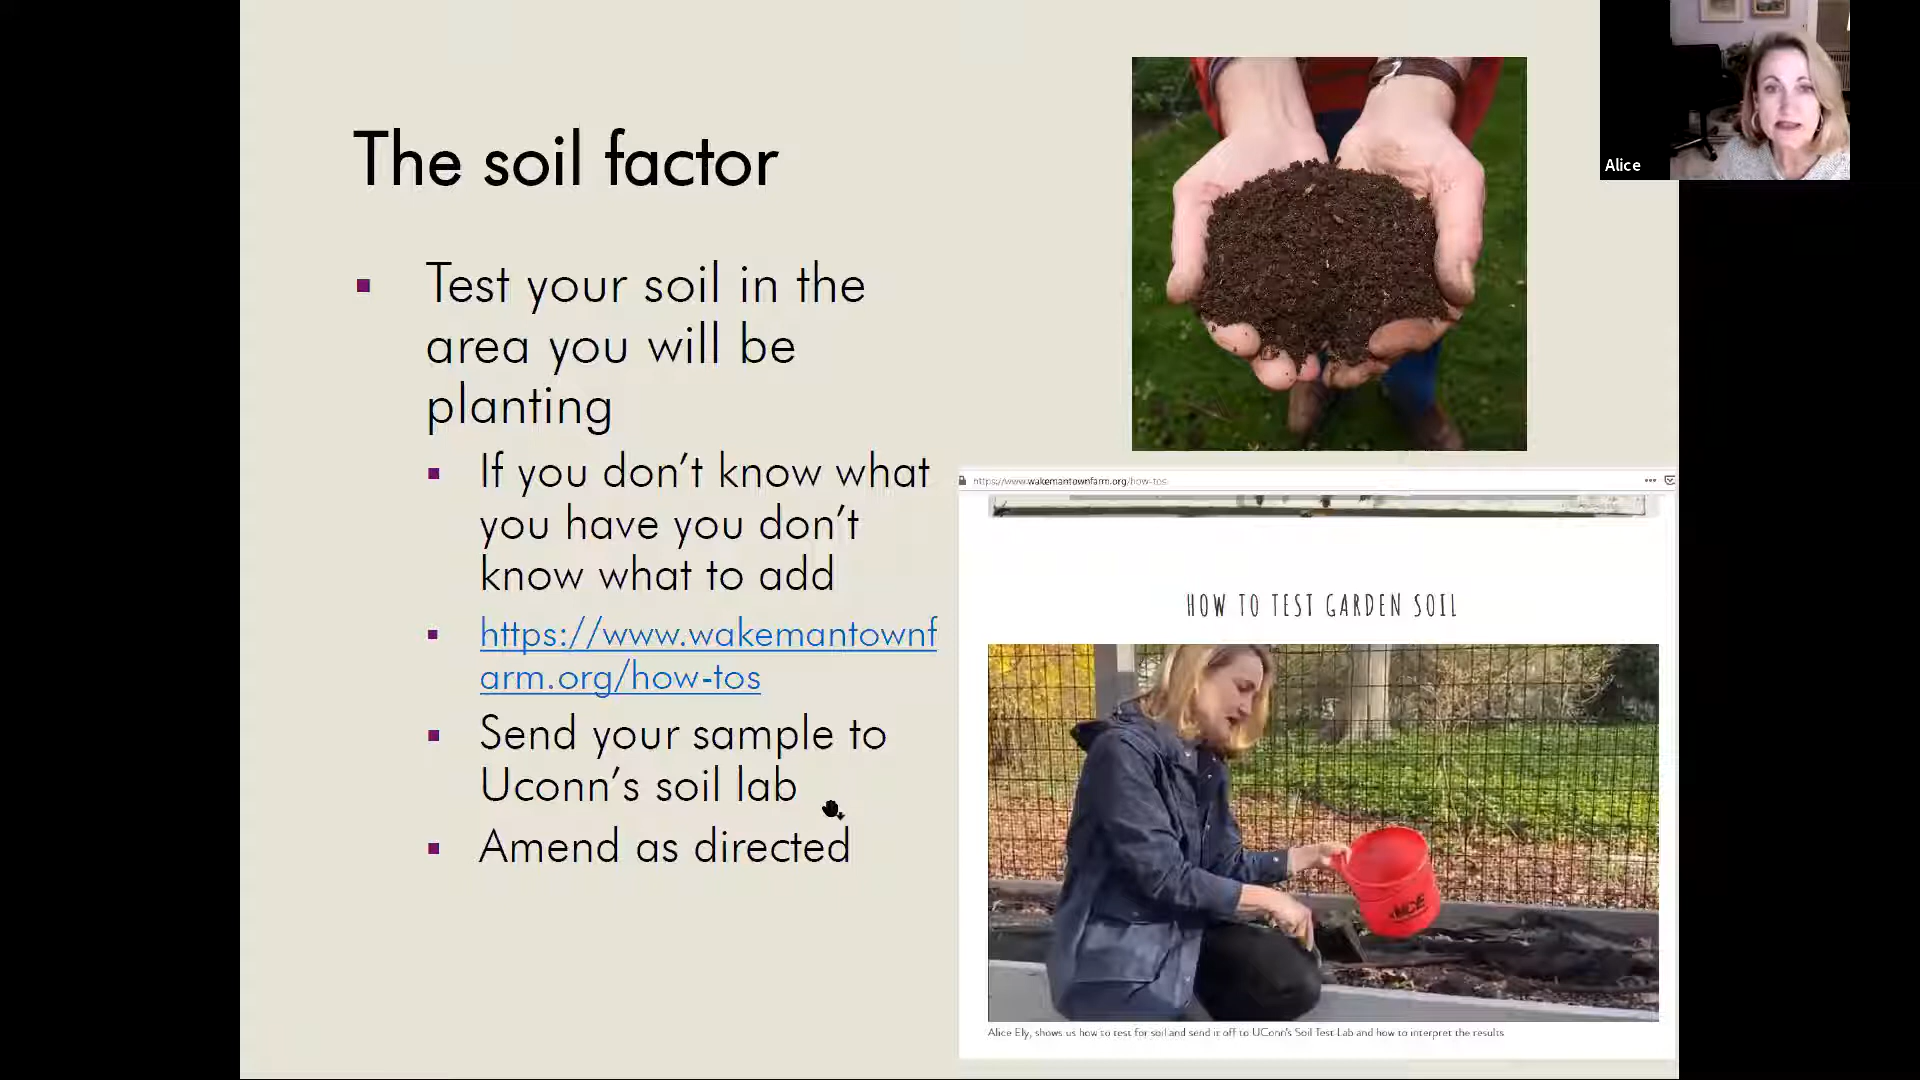 The soil factor
Test your soil in the
area you will be
planting
If you don't know what
you have you don't
know what to add
https://www.wakemantownf
arm.org/how-tos
Send your sample to
Uconn's soil lab
Amend as directed
Alice
https://www.wakemantownfarm.org/how-tos
HOW TO TEST GARDEN SOIL
ACE
Alice Ely, shows us how to test for soil and send it off to UConn's Soil Test Lab and how to interpret the results